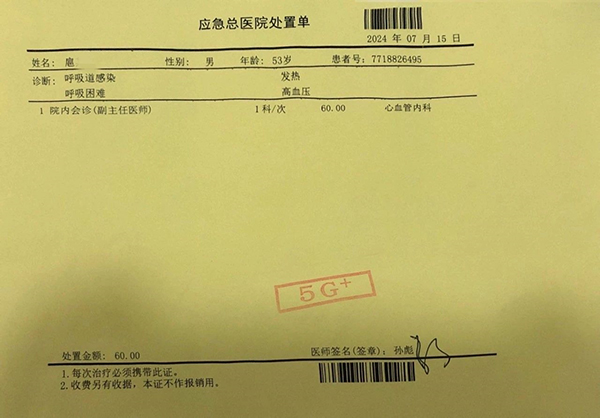 应急总医院处置单
2024 年 07 月 15 日
姓名: 扈 性别: 男 年龄: 53岁 患者号: 7718826495
诊断: 呼吸道感染 发热
呼吸困难 高血压
1 院内会诊(副主任医师) 1科/次 60.00 心血管内科
5G+
处置金额: 60.00 医师签名(签章): 孙彪
1.每次治疗必须携带此证。
2.收费另有收据, 本证不作报销用。